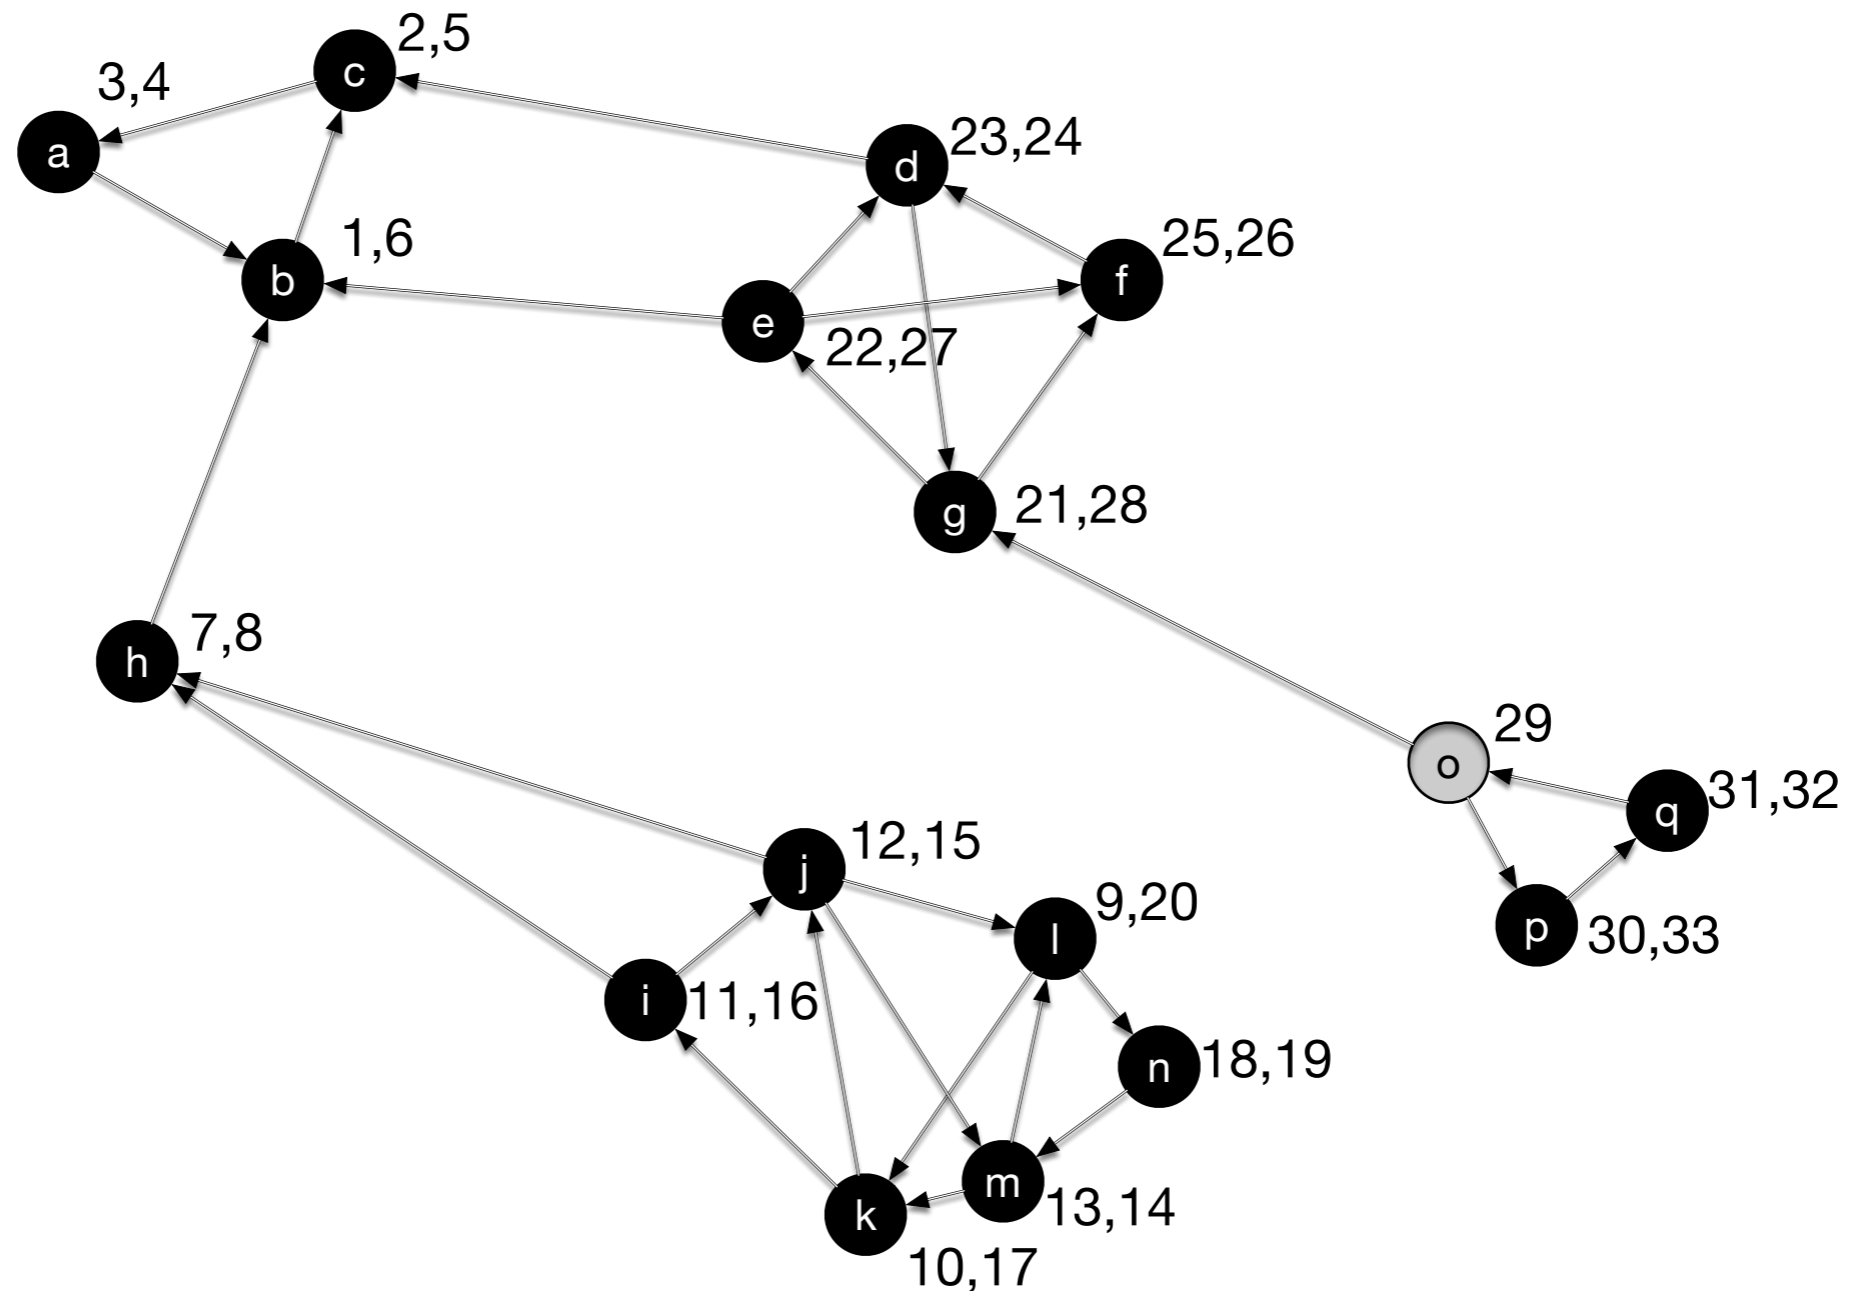 2,5
c
3,4
a
d
23,24
1,6
b
25,26
f
e
22,27
g
21,28
7,8
h
29
o
31,32
q
12,15
j
9,20
l
p
30,33
i
11,16
n
18,19
m
13,14
k
10,17